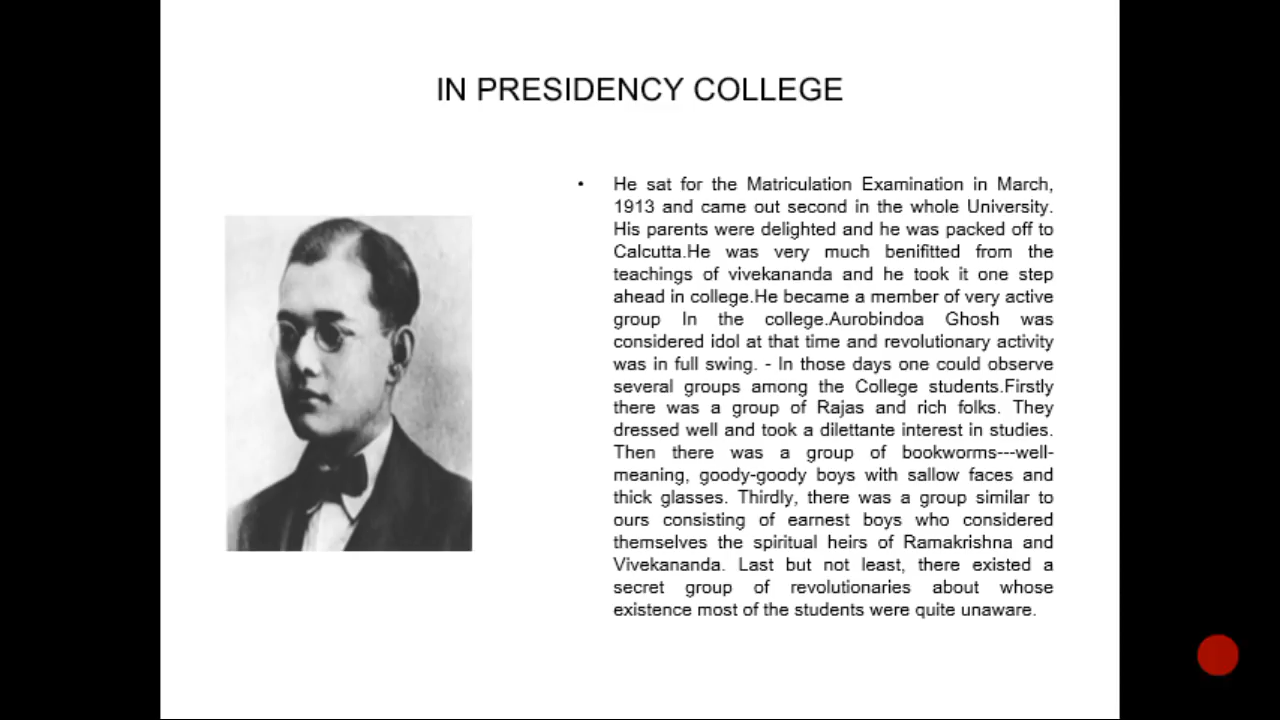 IN PRESIDENCY COLLEGE
• He sat for the Matriculation Examination in March,
1913 and came out second in the whole University.
His parents were delighted and he was packed off to
Calcutta.He was very much benifitted from the
teachings of vivekananda and he took it one step
ahead in college.He became a member of very active
group In the college.Aurobindoa Ghosh was
considered idol at that time and revolutionary activity
was in full swing. - In those days one could observe
several groups among the College students.Firstly
there was a group of Rajas and rich folks. They
dressed well and took a dilettante interest in studies.
Then there was a group of bookworms---well-
meaning, goody-goody boys with sallow faces and
thick glasses. Thirdly, there was a group similar to
ours consisting of earnest boys who considered
themselves the spiritual heirs of Ramakrishna and
Vivekananda. Last but not least, there existed a
secret group of revolutionaries about whose
existence most of the students were quite unaware.